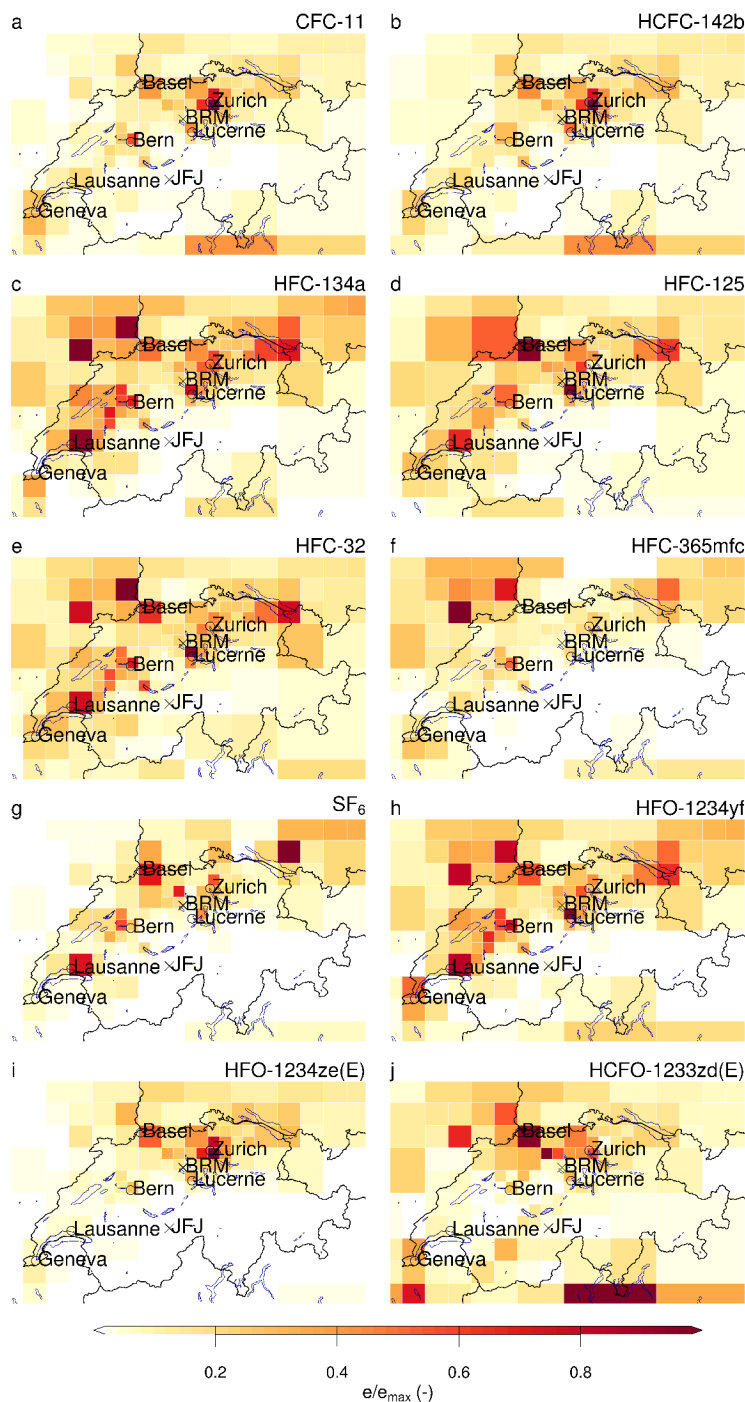 a CFC-11
Basel
Zurich
BRM
Lucerne
Bern
Lausanne JFJ
Geneva
b HCFC-142b
Basel
Zurich
BRM
Lucerne
Bern
Lausanne JFJ
Geneva
c HFC-134a
Basel
Zurich
BRM
Lucerne
Bern
Lausanne JFJ
Geneva
d HFC-125
Basel
Zurich
BRM
Lucerne
Bern
Lausanne JFJ
Geneva
e HFC-32
Basel
Zurich
BRM
Lucerne
Bern
Lausanne JFJ
Geneva
f HFC-365mfc
Basel
Zurich
BRM
Lucerne
Bern
Lausanne JFJ
Geneva
g SF₆
Basel
Zurich
BRM
Lucerne
Bern
Lausanne JFJ
Geneva
h HFO-1234yf
Basel
Zurich
BRM
Lucerne
Bern
Lausanne JFJ
Geneva
i HFO-1234ze(E)
Basel
Zurich
BRM
Lucerne
Bern
Lausanne JFJ
Geneva
j HCFO-1233zd(E)
Basel
Zurich
BRM
Lucerne
Bern
Lausanne JFJ
Geneva
0.2 0.4 0.6 0.8
e/e_max (-)